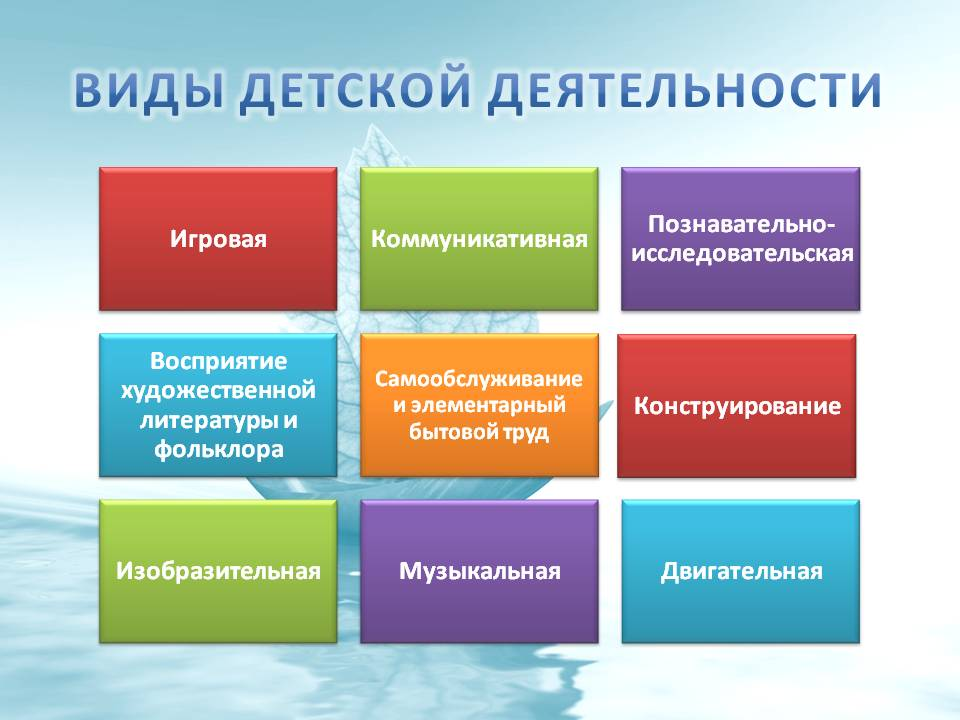 ВИДЫ ДЕТСКОЙ ДЕЯТЕЛЬНОСТИ
Игровая
Коммуникативная
Познавательно-
исследовательская
Восприятие
художественной
литературы и
фольклора
Самообслуживание
и элементарный
бытовой труд
Конструирование
Изобразительная
Музыкальная
Двигательная